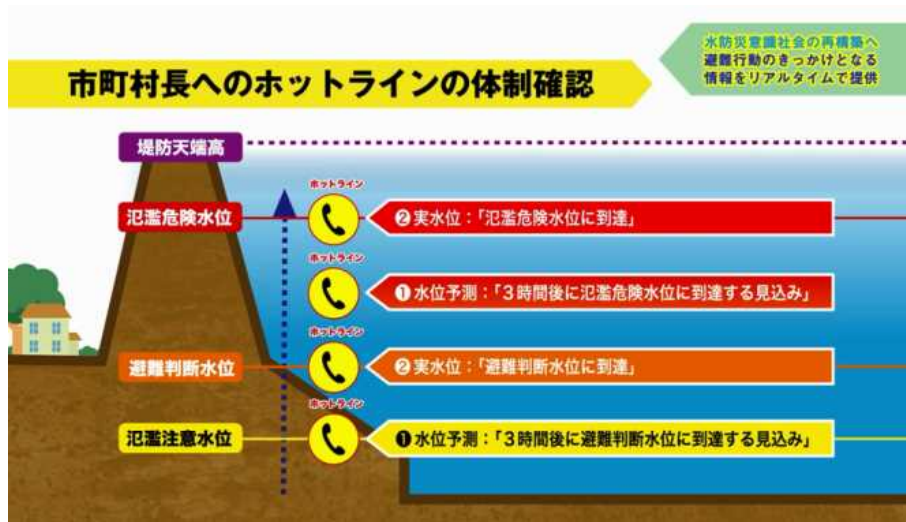 水防災意識社会の再構築へ
避難行動のきっかけとなる
情報をリアルタイムで提供
市町村長へのホットラインの体制確認
堤防天端高
ホットライン
氾濫危険水位
❷実水位：「氾濫危険水位に到達」
ホットライン
❶水位予測：「３時間後に氾濫危険水位に到達する見込み」
ホットライン
避難判断水位
❷実水位：「避難判断水位に到達」
ホットライン
氾濫注意水位
❶水位予測：「３時間後に避難判断水位に到達する見込み」